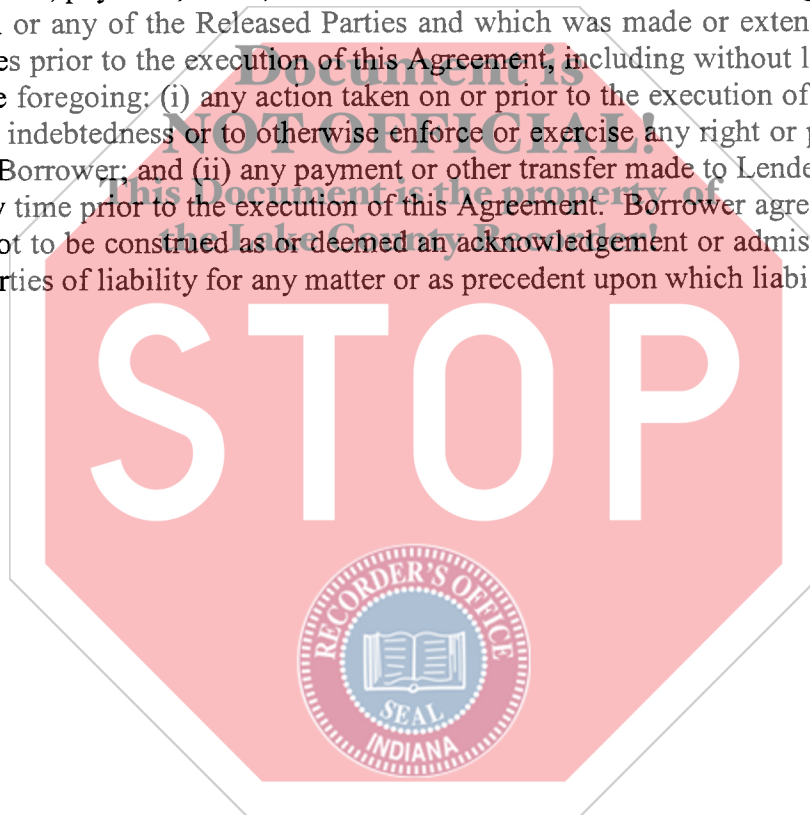 or any of the Released Parties and which was made or exten
es prior to the execution of this Agreement, including without l
e foregoing: (i) any action taken on or prior to the execution of
indebtedness or to otherwise enforce or exercise any right or p
Borrower; and (ii) any payment or other transfer made to Lende
y time prior to the execution of this Agreement. Borrower agre
ot to be construed as or deemed an acknowledgement or admis
rties of liability for any matter or as precedent upon which liabi
Document is
NOT OFFICIAL!
This Document is the property of
the Lake County Recorder!
STOP
RECORDER'S OFFICE
SEAL
INDIANA